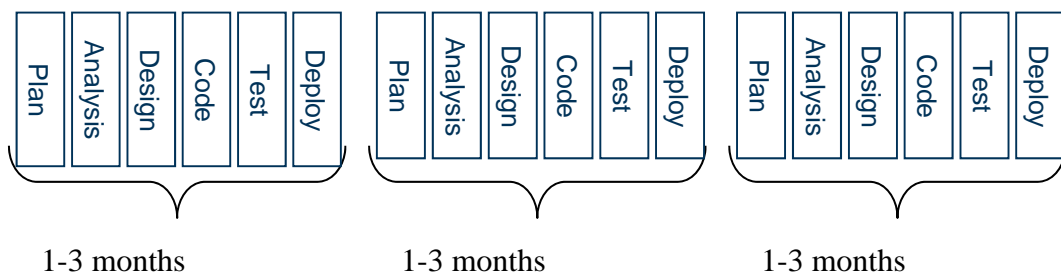 Plan
Analysis
Design
Code
Test
Deploy
Plan
Analysis
Design
Code
Test
Deploy
Plan
Analysis
Design
Code
Test
Deploy
1-3 months
1-3 months
1-3 months